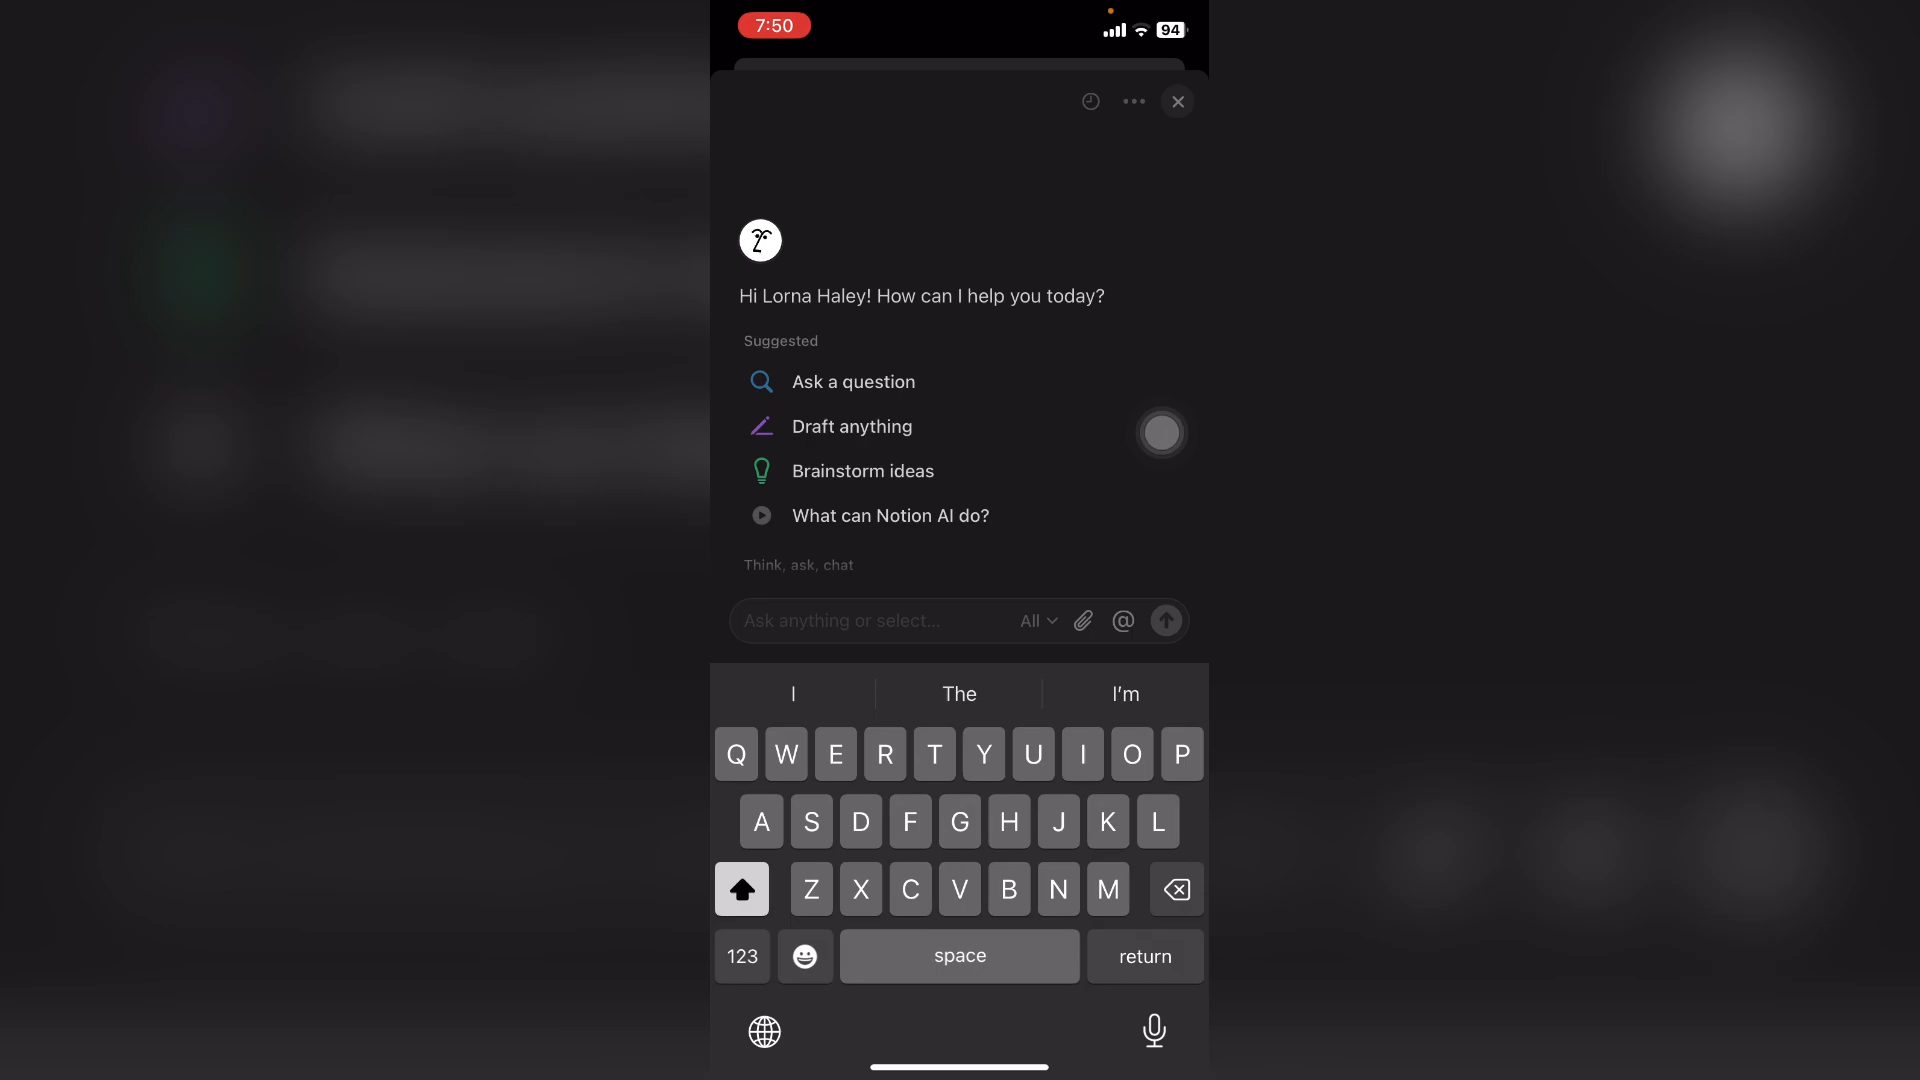 7:50
94
Hi Lorna Haley! How can I help you today?
Suggested
Ask a question
Draft anything
Brainstorm ideas
What can Notion AI do?
Think, ask, chat
Ask anything or select... All @
I The I'm
Q W E R T Y U I O P
A S D F G H J K L
Z X C V B N M
123 space return